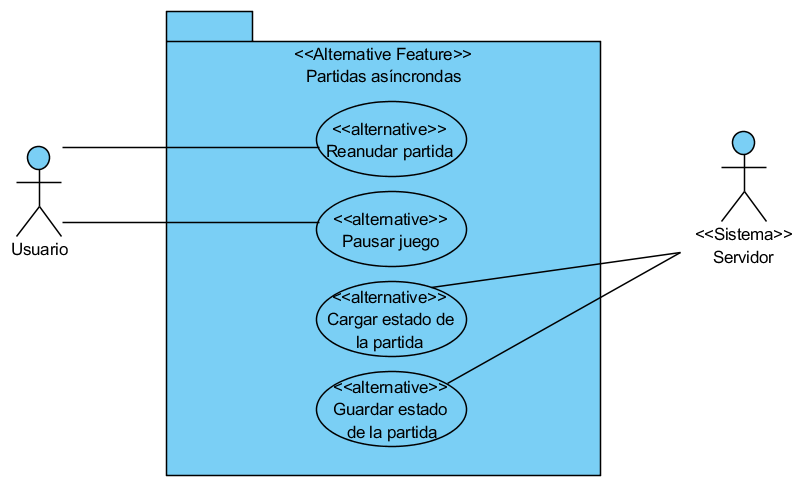 <<Alternative Feature>>
Partidas asíncrondas
<<alternative>>
Reanudar partida
<<alternative>>
Pausar juego
<<alternative>>
Cargar estado de
la partida
<<alternative>>
Guardar estado
de la partida
Usuario
<<Sistema>>
Servidor